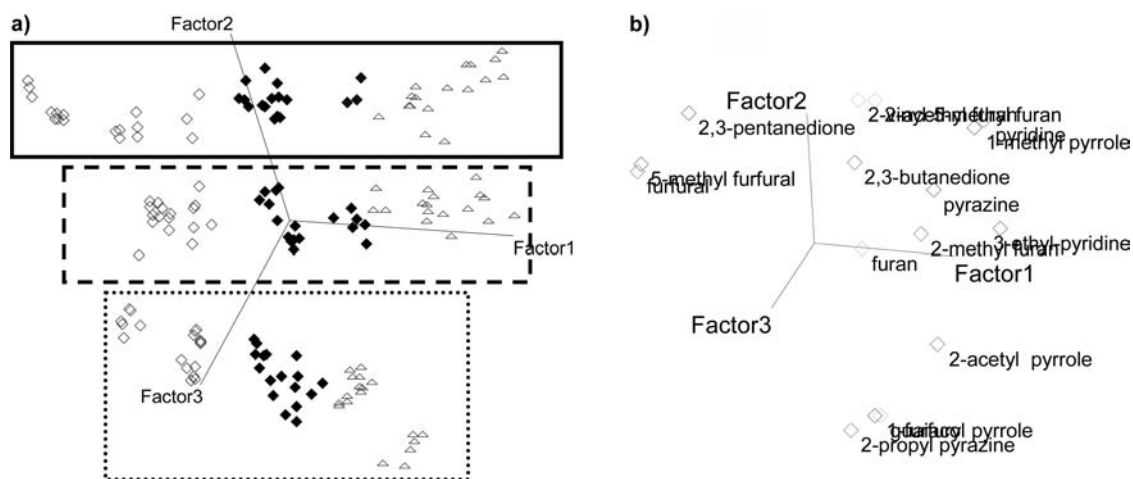 a)
Factor2
Factor1
Factor3
b)
Factor2
2,3-pentanedione
pyridine
1-methyl pyrrole
5-methyl furfural
furfural
2,3-butanedione
pyrazine
3-ethyl-pyridine
2-methyl furan
furan
Factor1
Factor3
2-acetyl pyrrole
2-propyl pyrazine